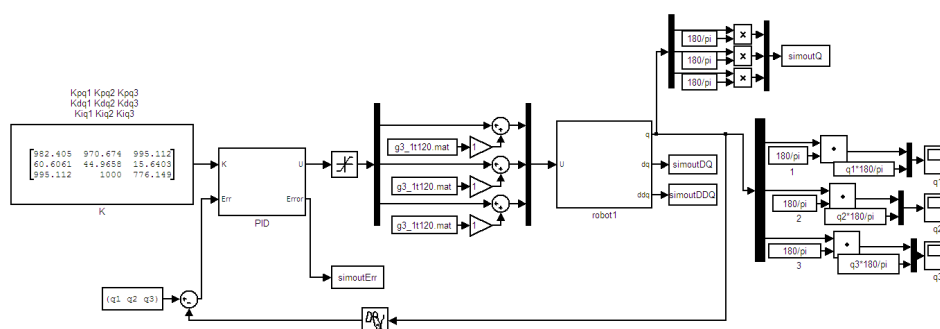 Kpq1 Kpq2 Kpq3
Kdq1 Kdq2 Kdq3
Kiq1 Kiq2 Kiq3
982.405 970.674 995.112
60.6061 44.9658 15.6403
995.112 1000 776.149
K
K
Err
U
Error
PID
simoutErr
(q1 q2 q3)
g3_1t120.mat
1
g3_1t120.mat
1
g3_1t120.mat
1
U
q
dq
ddq
robot1
simoutDQ
simoutDDQ
180/pi
×
180/pi
×
180/pi
×
simoutQ
180/pi
1
q1*180/pi
180/pi
2
q2*180/pi
180/pi
3
q3*180/pi